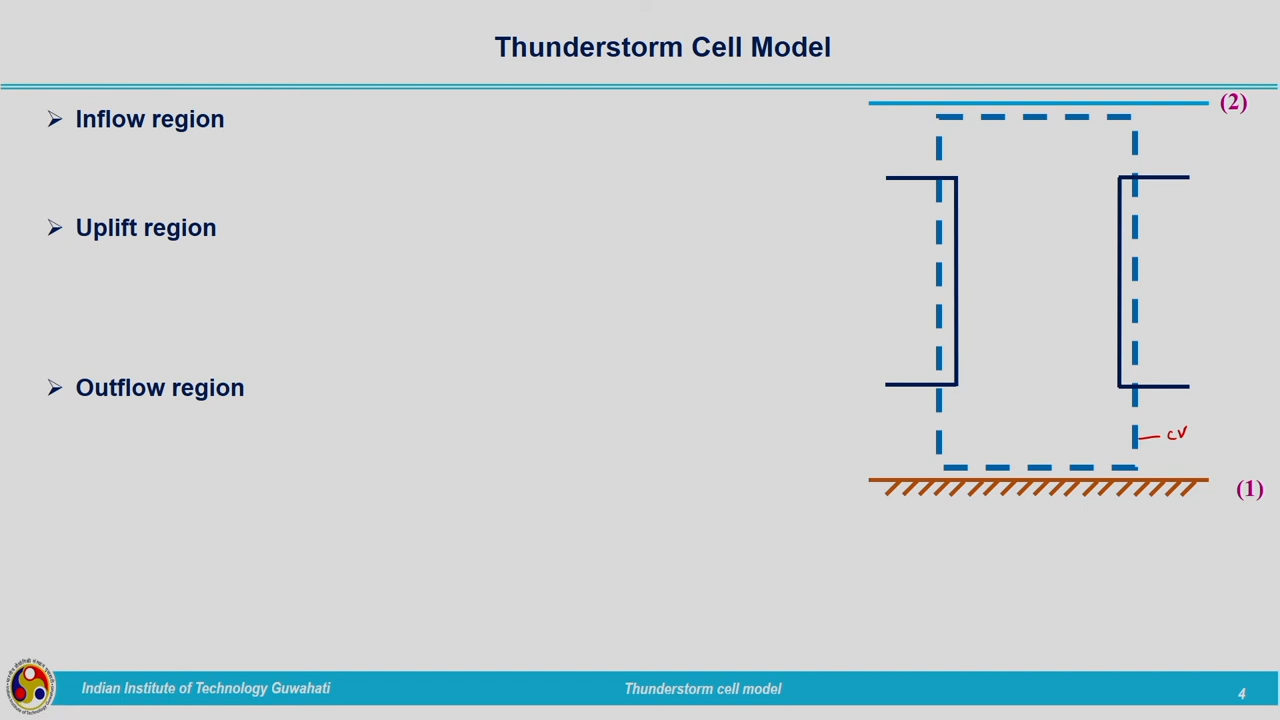 Thunderstorm Cell Model
Inflow region
Uplift region
Outflow region
(2)
CV
(1)
Indian Institute of Technology Guwahati
Thunderstorm cell model
4